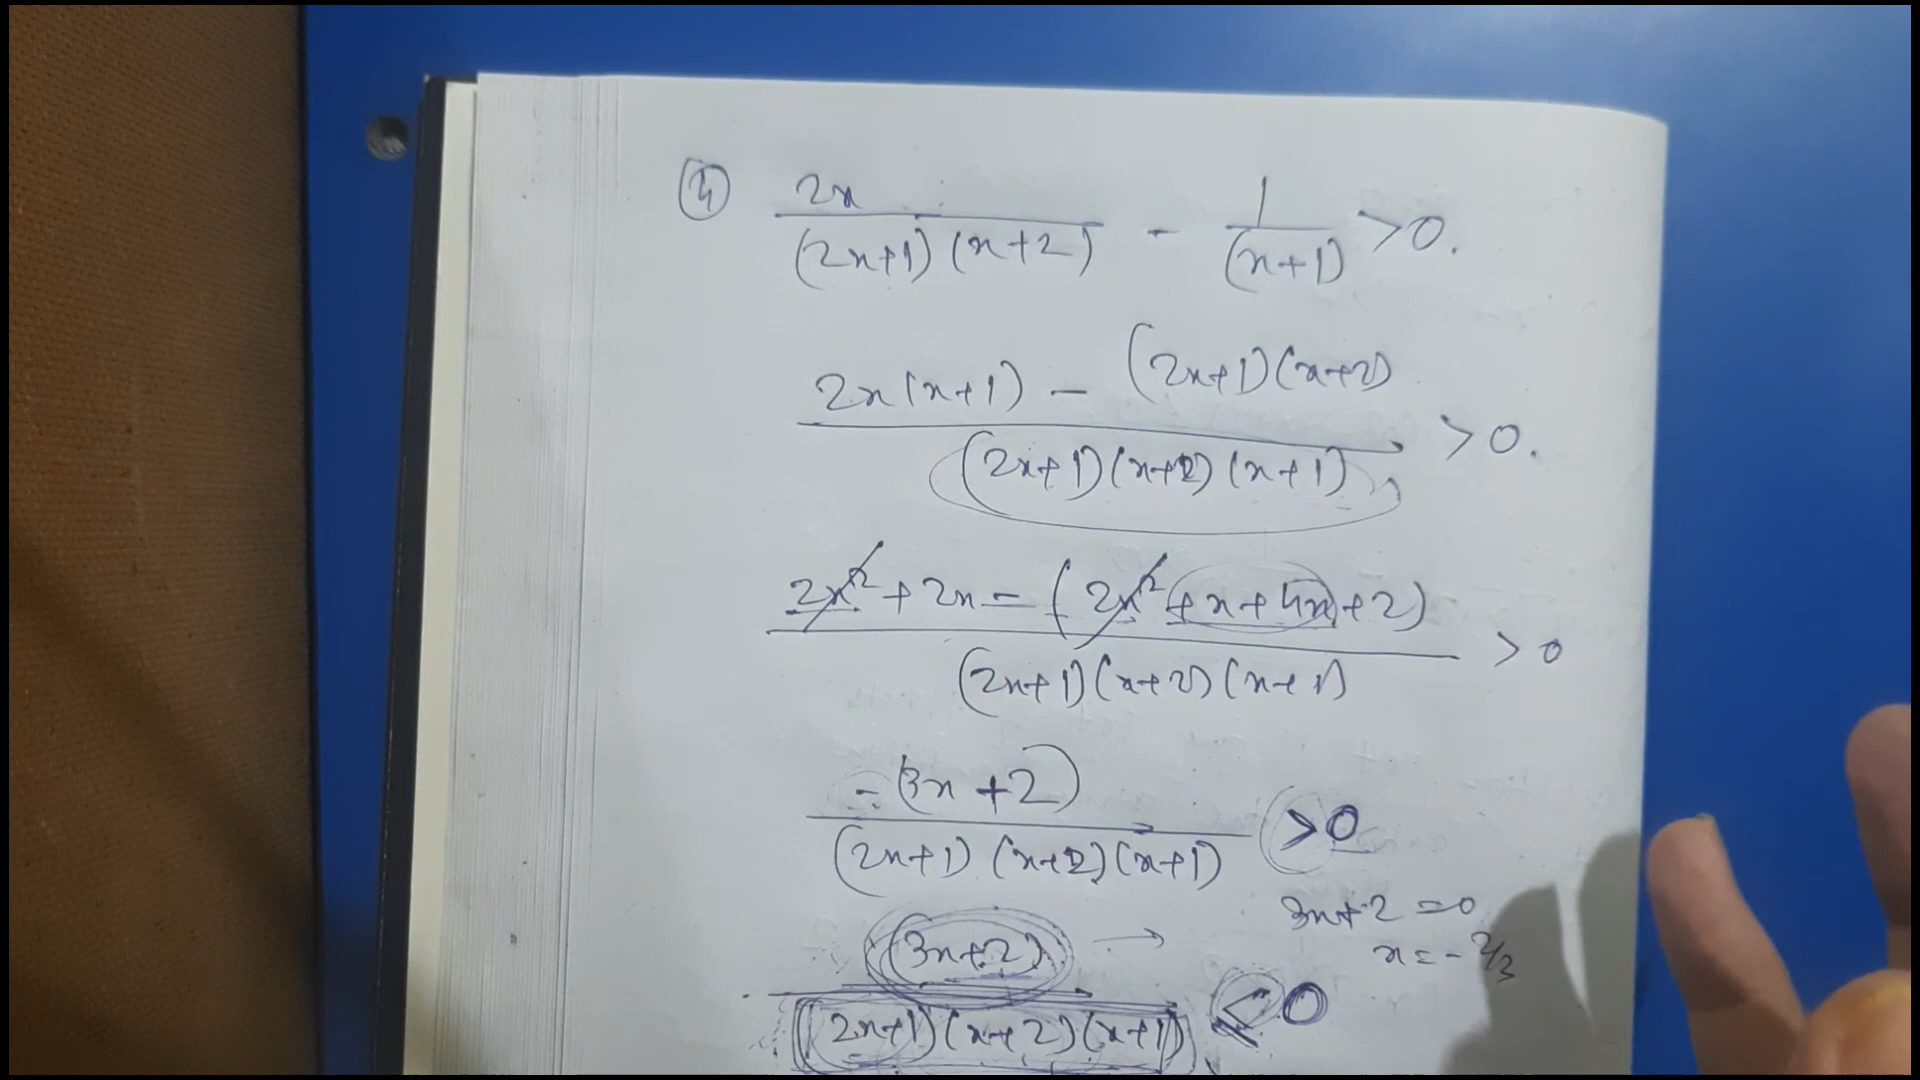 ④ 2x / (2x+1)(x+2) - 1 / (x+1) > 0.
2x(x+1) - (2x+1)(x+2) / (2x+1)(x+2)(x+1) > 0.
2x² + 2x - (2x² + x + 4x + 2) / (2x+1)(x+2)(x+1) > 0
-(3x+2) / (2x+1)(x+2)(x+1) > 0
3x+2 = 0
x = -2/3
(3x+2) → / (2x+1)(x+2)(x+1) < 0